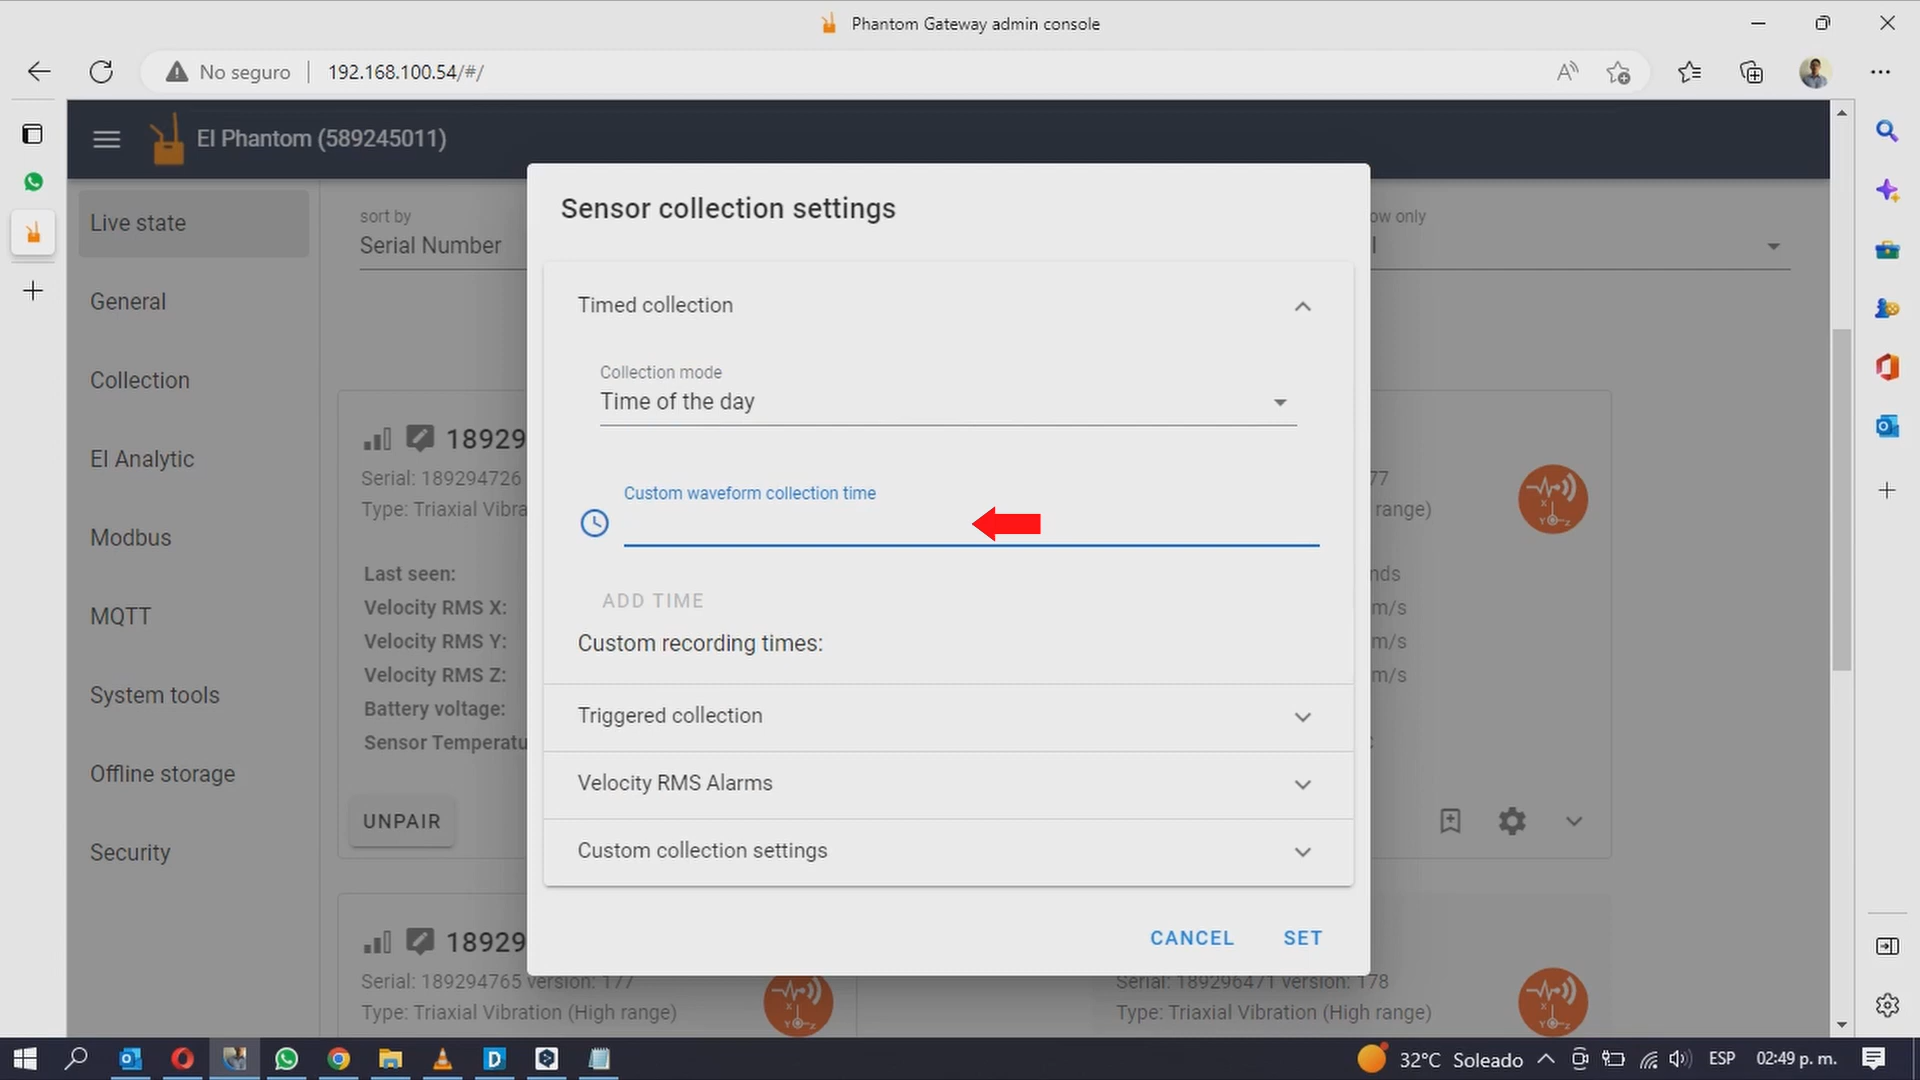 Phantom Gateway admin console
No seguro
192.168.100.54/#/
EI Phantom (589245011)
Live state
General
Collection
EI Analytic
Modbus
MQTT
System tools
Offline storage
Security
sort by
Serial Number
ow only
Sensor collection settings
Timed collection
Collection mode
Time of the day
Custom waveform collection time
ADD TIME
Custom recording times:
Triggered collection
Velocity RMS Alarms
Custom collection settings
CANCEL
SET
18929
Serial: 189294726
Type: Triaxial Vibra
Last seen:
Velocity RMS X:
Velocity RMS Y:
Velocity RMS Z:
Battery voltage:
Sensor Temperatu
UNPAIR
77
range)
nds
m/s
m/s
m/s
18929
Serial: 189294765 version: 177
Type: Triaxial Vibration (High range)
Serial: 189296471 version: 178
Type: Triaxial Vibration (High range)
32°C Soleado
ESP
02:49 p. m.